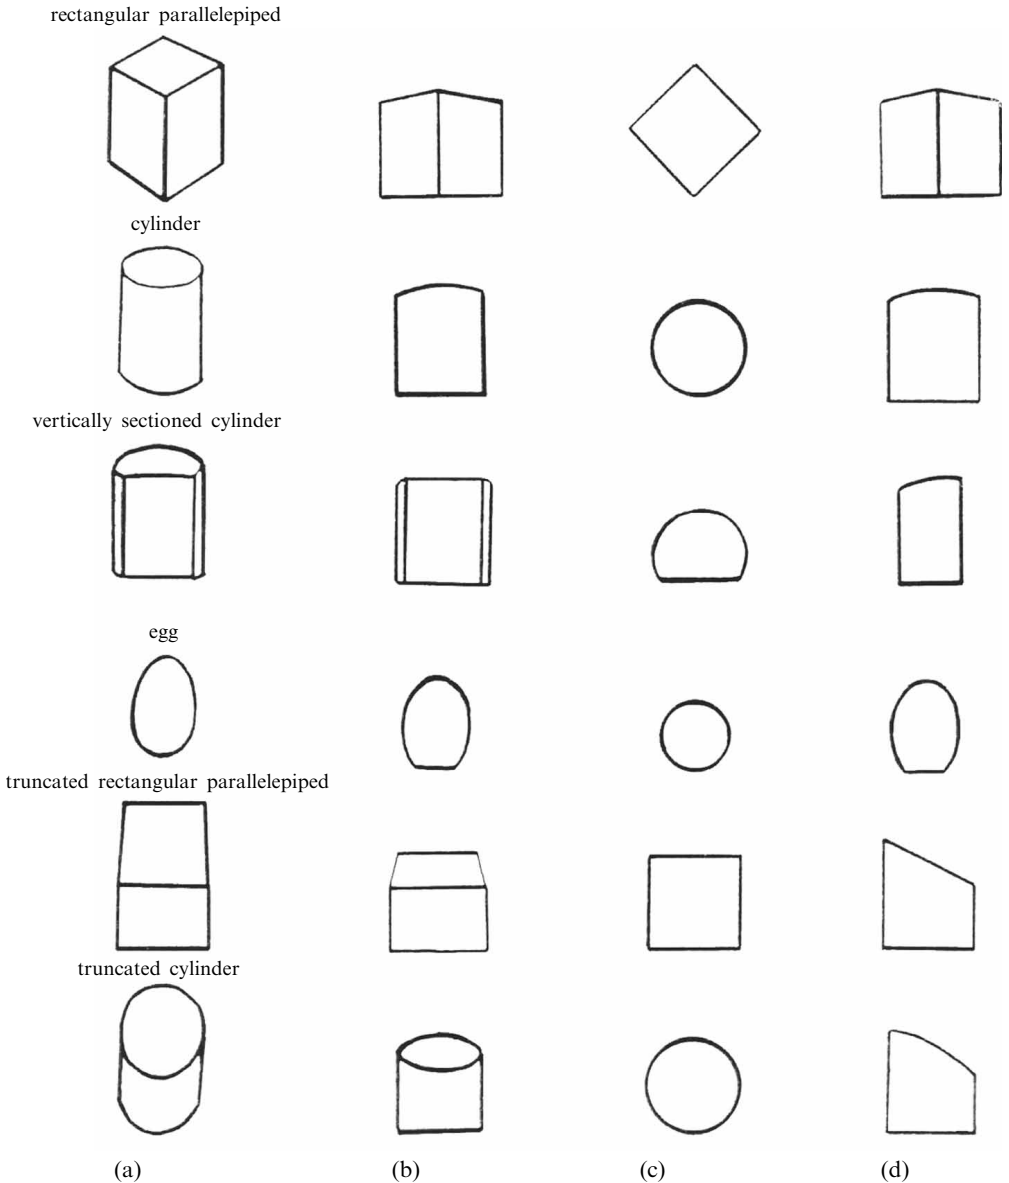 rectangular parallelepiped
cylinder
vertically sectioned cylinder
egg
truncated rectangular parallelepiped
truncated cylinder
(a) (b) (c) (d)